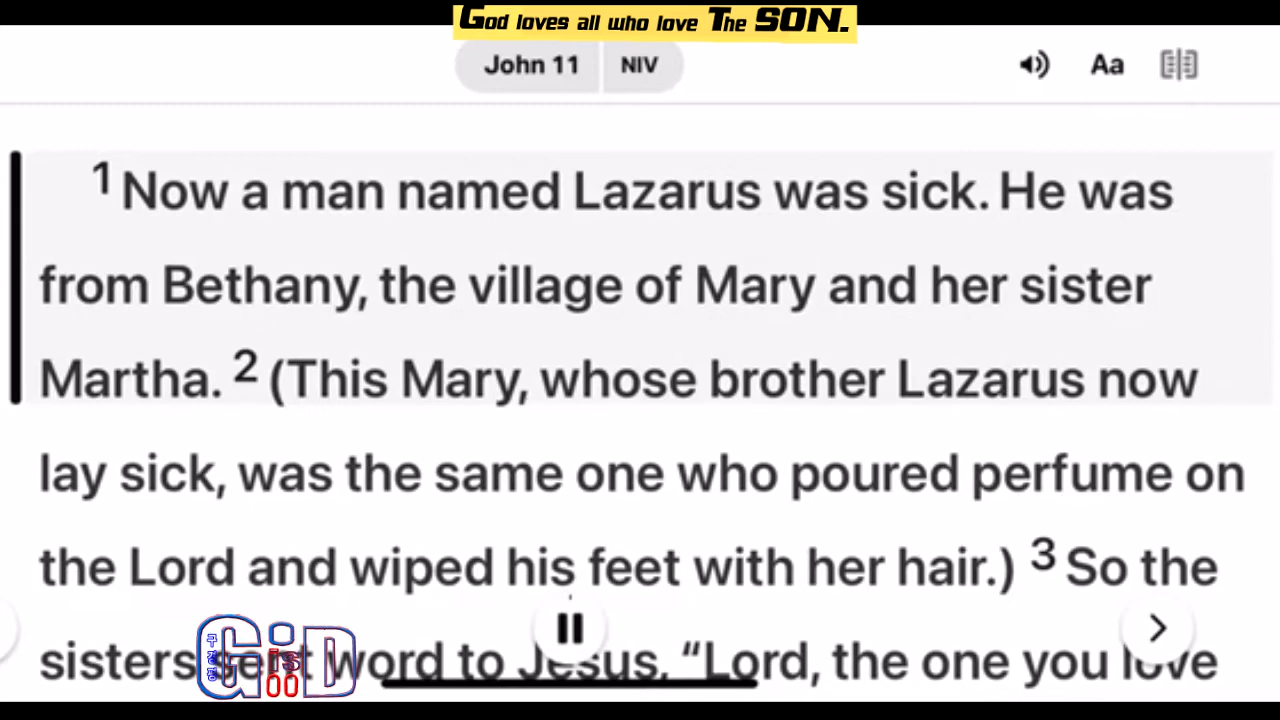 God loves all who love The SON.
John 11 NIV Aa
1 Now a man named Lazarus was sick. He was
from Bethany, the village of Mary and her sister
Martha. 2 (This Mary, whose brother Lazarus now
lay sick, was the same one who poured perfume on
the Lord and wiped his feet with her hair.) 3 So the
sisters sent word to Jesus, “Lord, the one you love
GiD
is